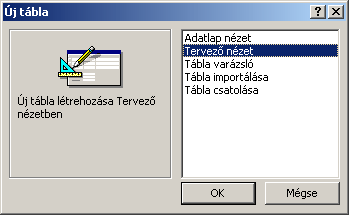 Új tábla
Új tábla létrehozása Tervező
nézetben
Adatlap nézet
Tervező nézet
Tábla varázsló
Tábla importálása
Tábla csatolása
OK
Mégse